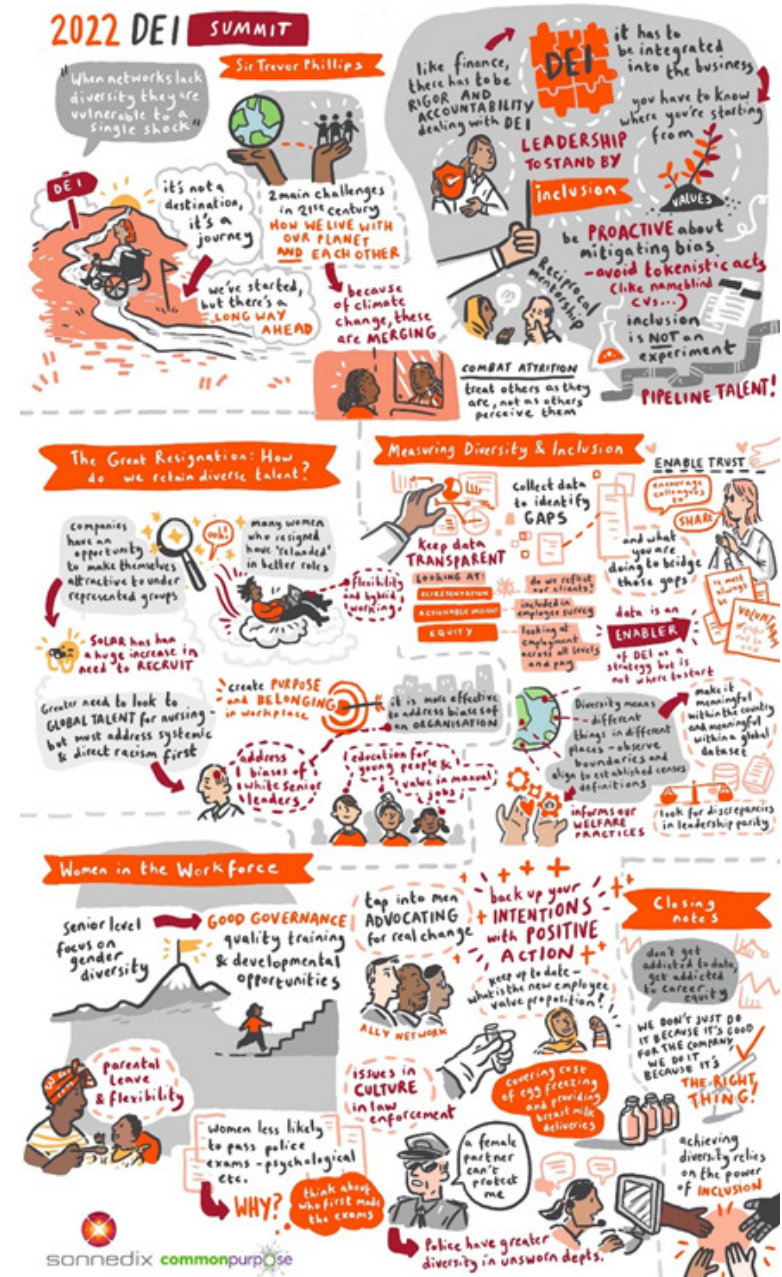 2022 DEI SUMMIT
Sir Trevor Phillips
"When networks lack
diversity they are
vulnerable to a
single shock"
DEI
it's not a
destination,
it's a
journey
we've started,
but there's a
LONG WAY
AHEAD
2 main challenges
in 21st century
HOW WE LIVE WITH
OUR PLANET
AND EACH OTHER
because
of climate
change, these
are MERGING
like finance,
there has to be
RIGOR AND
ACCOUNTABILITY
dealing with DEI
DEI
it has to
be integrated
into the business
you have to know
where you're starting
from
VALUES
LEADERSHIP
TO STAND BY
inclusion
be PROACTIVE about
mitigating bias
-avoid tokenistic acts
(like nameblind
CVs...)
Reciprocal
mentorship
inclusion
is NOT an
experiment
PIPELINE TALENT!
COMBAT ATTRITION
treat others as they
are, not as others
perceive them
The Great Resignation: How
do we retain diverse talent?
companies
have an
opportunity
to make themselves
attractive to under
represented groups
ooh!
many women
who resigned
have 'relanded'
in better roles
flexibility
and hybrid
working
SOLAR has han
a huge increase in
need to RECRUIT
Greater need to look to
GLOBAL TALENT for nursing -
but must address systemic
& direct racism first
create PURPOSE
and BELONGING
in workplace
it is more effective
to address biases of
an ORGANISATION
address
biases of
white senior
leaders
education for
young people &
value in manual
jobs
Measuring Diversity & Inclusion
collect data
to identify
GAPS
keep data
TRANSPARENT
LOOKING AT:
REPRESENTATION
ACTIONABLE INSIGHT
EQUITY
do we reflect
our clients?
included in
employee survey
looking at
employment
across all levels
and pay
and what
you are
doing to bridge
those gaps
ENABLE TRUST
encourage
colleagues
to
SHARE
data is an
ENABLER
of DEI as a
strategy but is
not where to start
Diversity means
different
things in different
places - observe
boundaries and
align to established census
definitions
make it
meaningful
within the country
and meaningful
within a global
dataset
informs our
WELFARE
PRACTICES
look for discrepancies
in leadership parity
Women in the Workforce
senior level
focus on
gender
diversity
GOOD GOVERNANCE
quality training
& developmental
opportunities
parental
leave
& flexibility
women less likely
to pass police
exams - psychological
etc.
WHY?
think about
who first made
the exams
tap into men
ADVOCATING
for real change
ALLY NETWORK
back up your
INTENTIONS
with POSITIVE
ACTION
keep up to date -
what is the new employee
value proposition?
covering cost
of egg freezing
and providing
breast milk
deliveries
issues in
CULTURE
in law
enforcement
a female
partner
can't
protect
me
Police have greater
diversity in unsworn depts.
Closing
notes
don't get
addicted to data,
get addicted
to career
equity
WE DON'T JUST DO
IT BECAUSE IT'S GOOD
FOR THE COMPANY
WE DO IT
BECAUSE IT'S
THE RIGHT
THING!
achieving
diversity relies
on the power
of INCLUSION
sonnedix commonpurpose